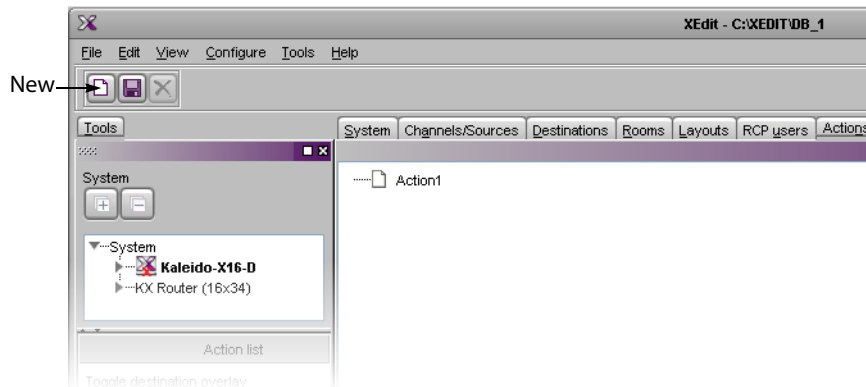 XEdit - C:\XEDIT\DB_1
File Edit View Configure Tools Help
New
Tools
System Channels/Sources Destinations Rooms Layouts RCP users Actions
System
Action1
System
Kaleido-X16-D
KX Router (16x34)
Action list
Toggle destination overlay